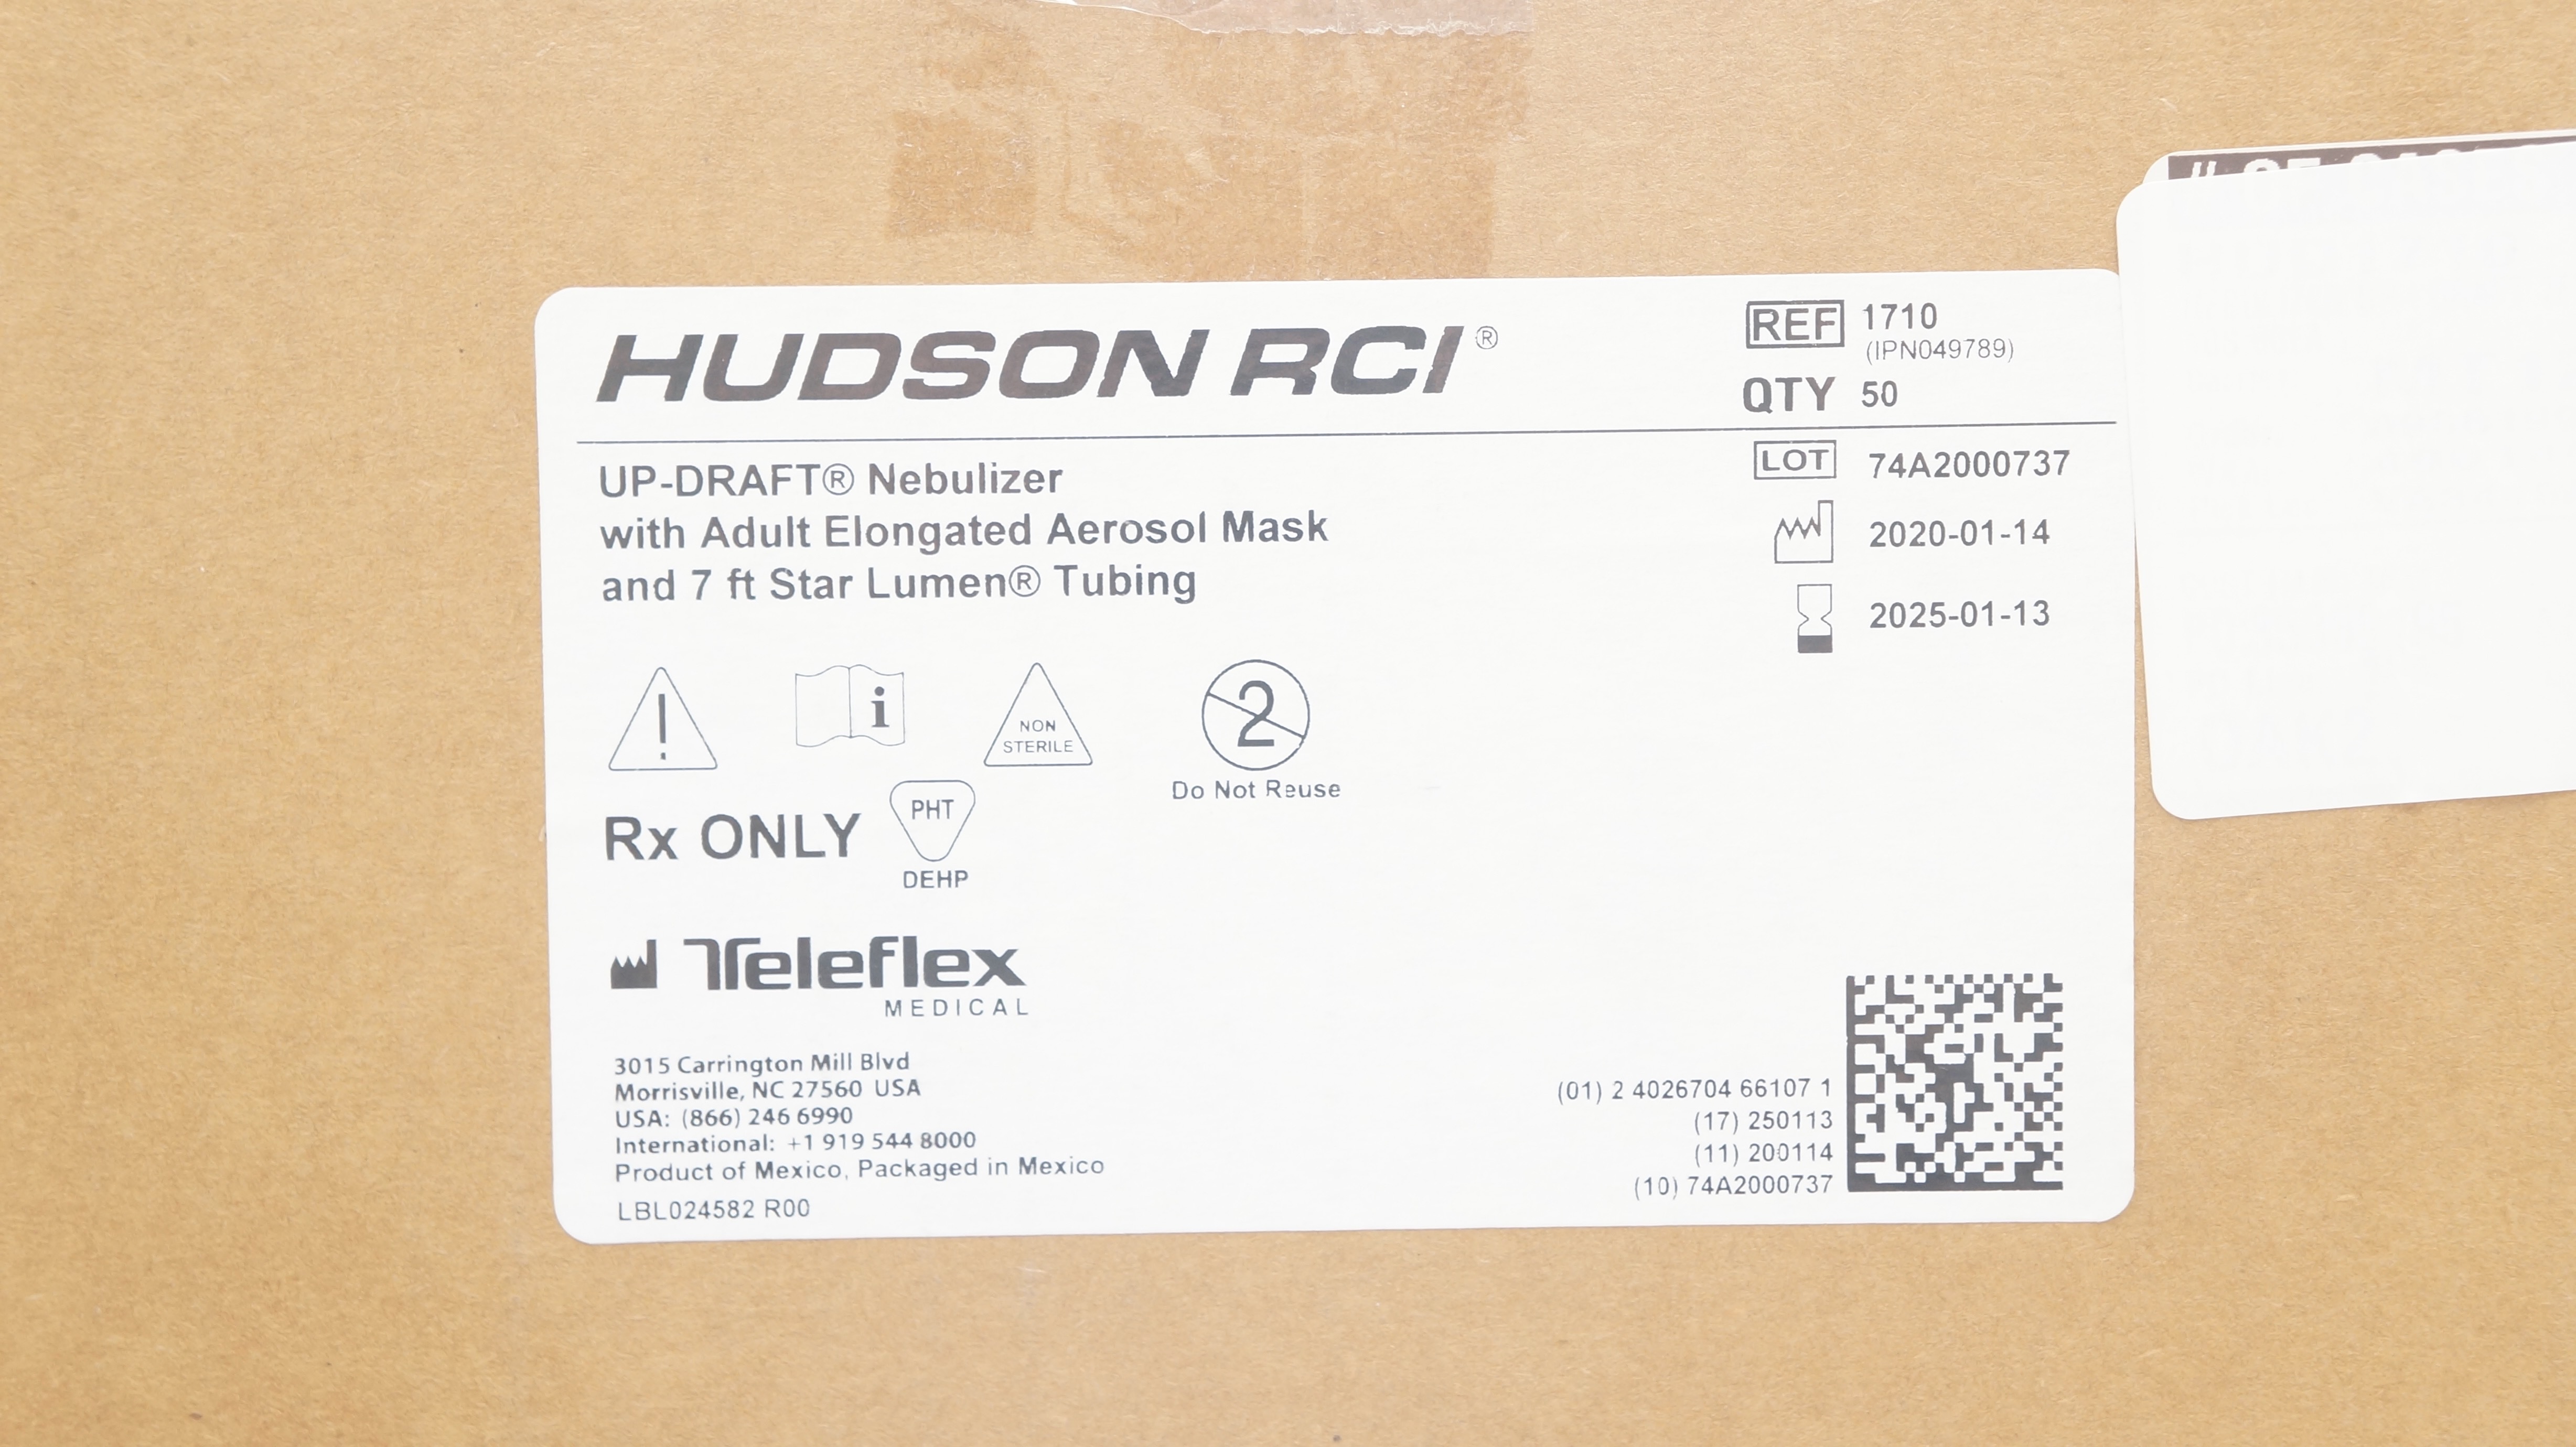 HUDSON RCI®
REF 1710
(IPN049789)
QTY 50
UP-DRAFT® Nebulizer
with Adult Elongated Aerosol Mask
and 7 ft Star Lumen® Tubing
LOT 74A2000737
2020-01-14
2025-01-13
!
i
NON
STERILE
2
Do Not Reuse
Rx ONLY
PHT
DEHP
Teleflex
MEDICAL
3015 Carrington Mill Blvd
Morrisville, NC 27560 USA
USA: (866) 246 6990
International: +1 919 544 8000
Product of Mexico, Packaged in Mexico
LBL024582 R00
(01) 2 4026704 66107 1
(17) 250113
(11) 200114
(10) 74A2000737